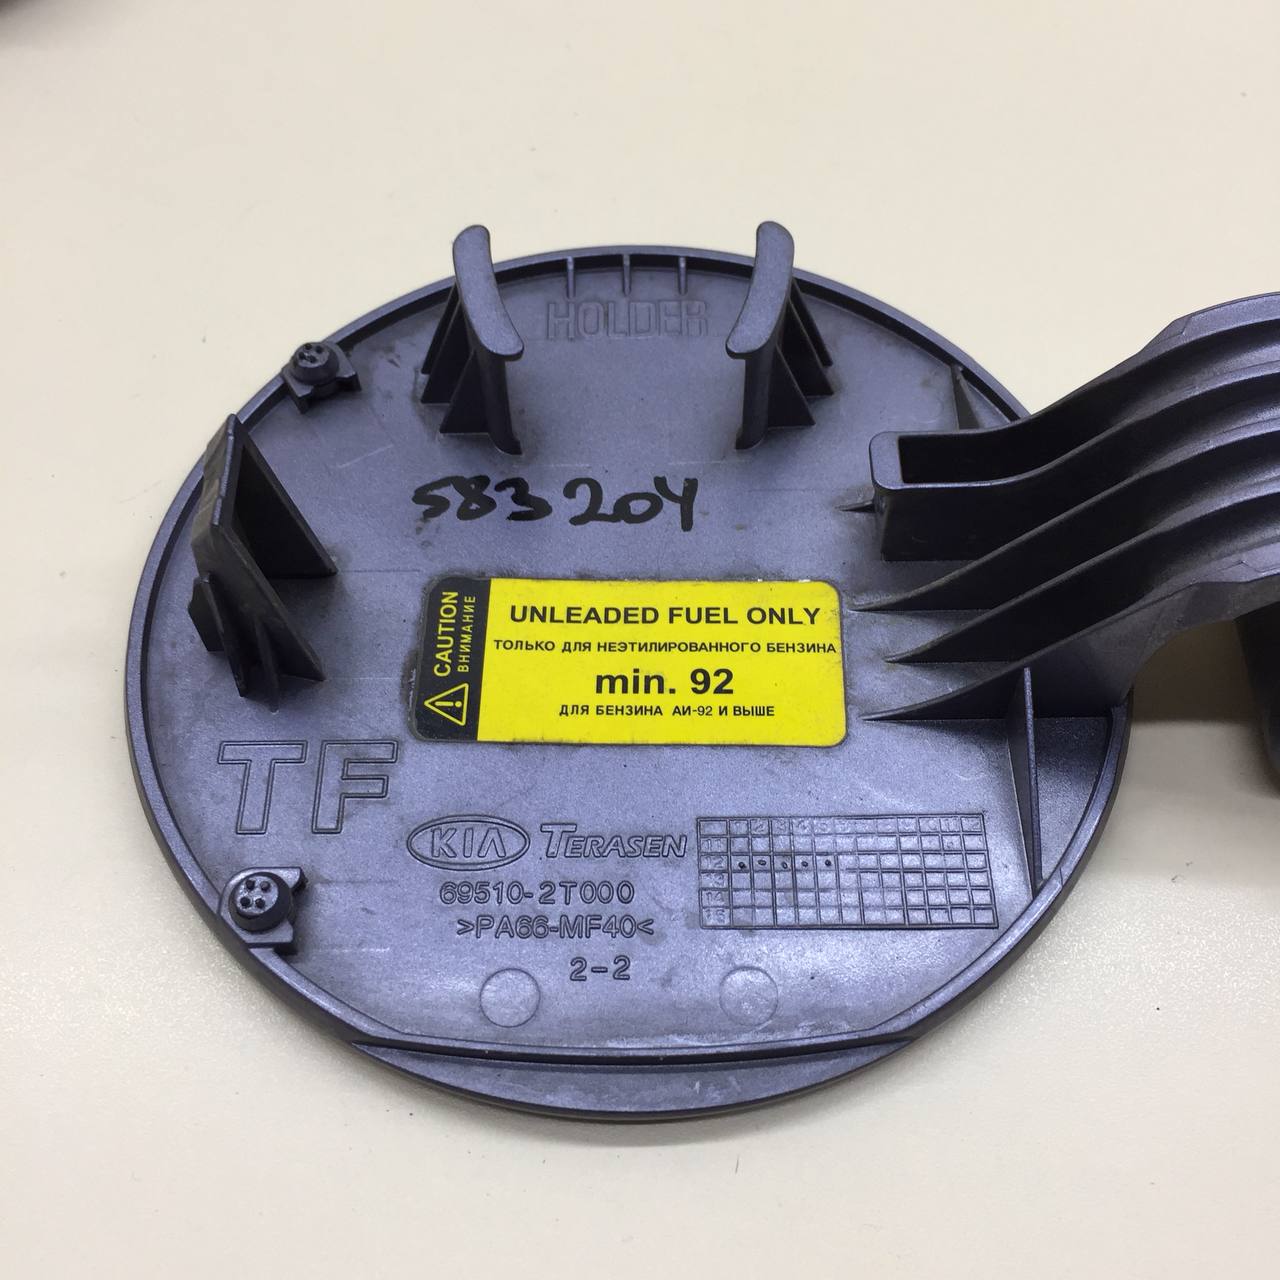 HOLDER
583204
CAUTION
ВНИМАНИЕ
UNLEADED FUEL ONLY
ТОЛЬКО ДЛЯ НЕЭТИЛИРОВАННОГО БЕНЗИНА
min. 92
ДЛЯ БЕНЗИНА АИ-92 И ВЫШЕ
TF
KIA TERASEN
69510-2T000
>PA66-MF40<
2-2